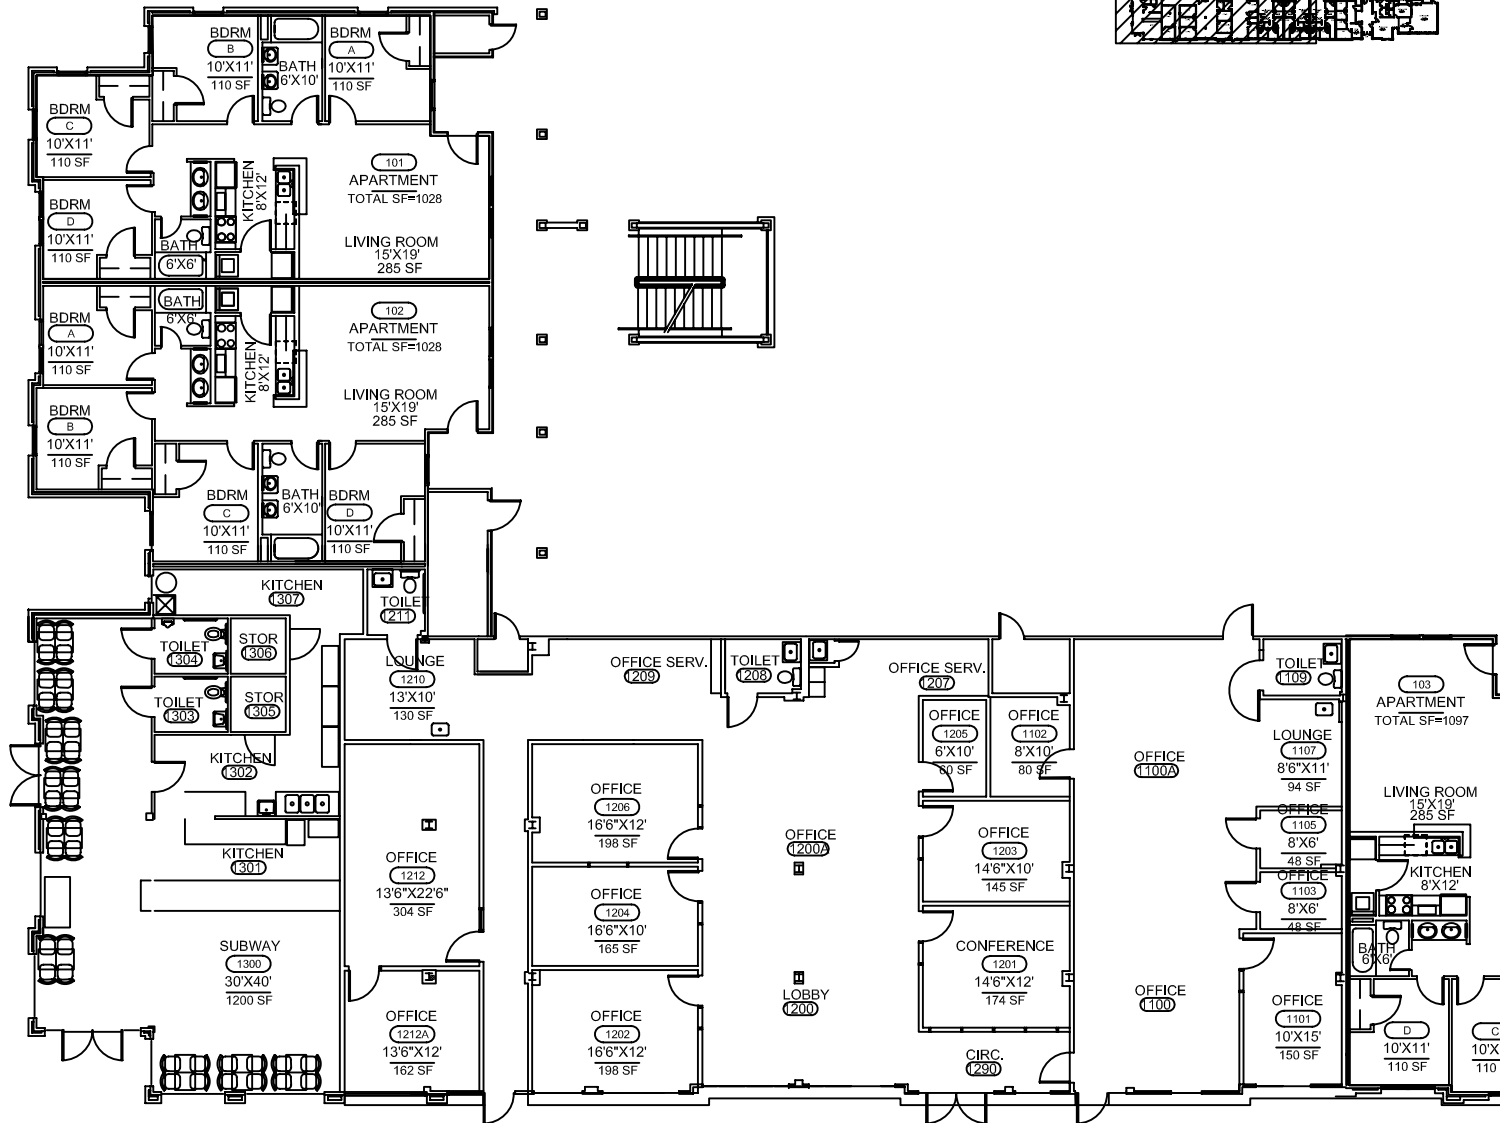 BDRM
B
10'X11'
110 SF
BATH
6'X10'
BDRM
A
10'X11'
110 SF
BDRM
C
10'X11'
110 SF
BDRM
D
10'X11'
110 SF
BATH
6'X6'
KITCHEN
8'X12'
101
APARTMENT
TOTAL SF=1028
LIVING ROOM
15'X19'
285 SF
BDRM
A
10'X11'
110 SF
BATH
6'X6'
KITCHEN
8'X12'
102
APARTMENT
TOTAL SF=1028
LIVING ROOM
15'X19'
285 SF
BDRM
B
10'X11'
110 SF
BDRM
C
10'X11'
110 SF
BATH
6'X10'
BDRM
D
10'X11'
110 SF
KITCHEN
1307
TOILET
1211
TOILET
1304
STOR
1306
TOILET
1303
STOR
1305
KITCHEN
1302
KITCHEN
1301
SUBWAY
1300
30'X40'
1200 SF
LOUNGE
1210
13'X10'
130 SF
OFFICE
1212
13'6"X22'6"
304 SF
OFFICE
1212A
13'6"X12'
162 SF
OFFICE SERV.
1209
TOILET
1208
OFFICE
1206
16'6"X12'
198 SF
OFFICE
1204
16'6"X10'
165 SF
OFFICE
1202
16'6"X12'
198 SF
OFFICE
1200A
LOBBY
1200
OFFICE SERV.
1207
OFFICE
1205
6'X10'
60 SF
OFFICE
1102
8'X10'
80 SF
OFFICE
1203
14'6"X10'
145 SF
CONFERENCE
1201
14'6"X12'
174 SF
CIRC.
1290
OFFICE
1100A
OFFICE
1100
TOILET
1109
LOUNGE
1107
8'6"X11'
94 SF
OFFICE
1105
8'X6'
48 SF
OFFICE
1103
8'X6'
48 SF
OFFICE
1101
10'X15'
150 SF
103
APARTMENT
TOTAL SF=1097
LIVING ROOM
15'X19'
285 SF
KITCHEN
8'X12'
BATH
6'X6'
D
10'X11'
110 SF
C
10'X
110